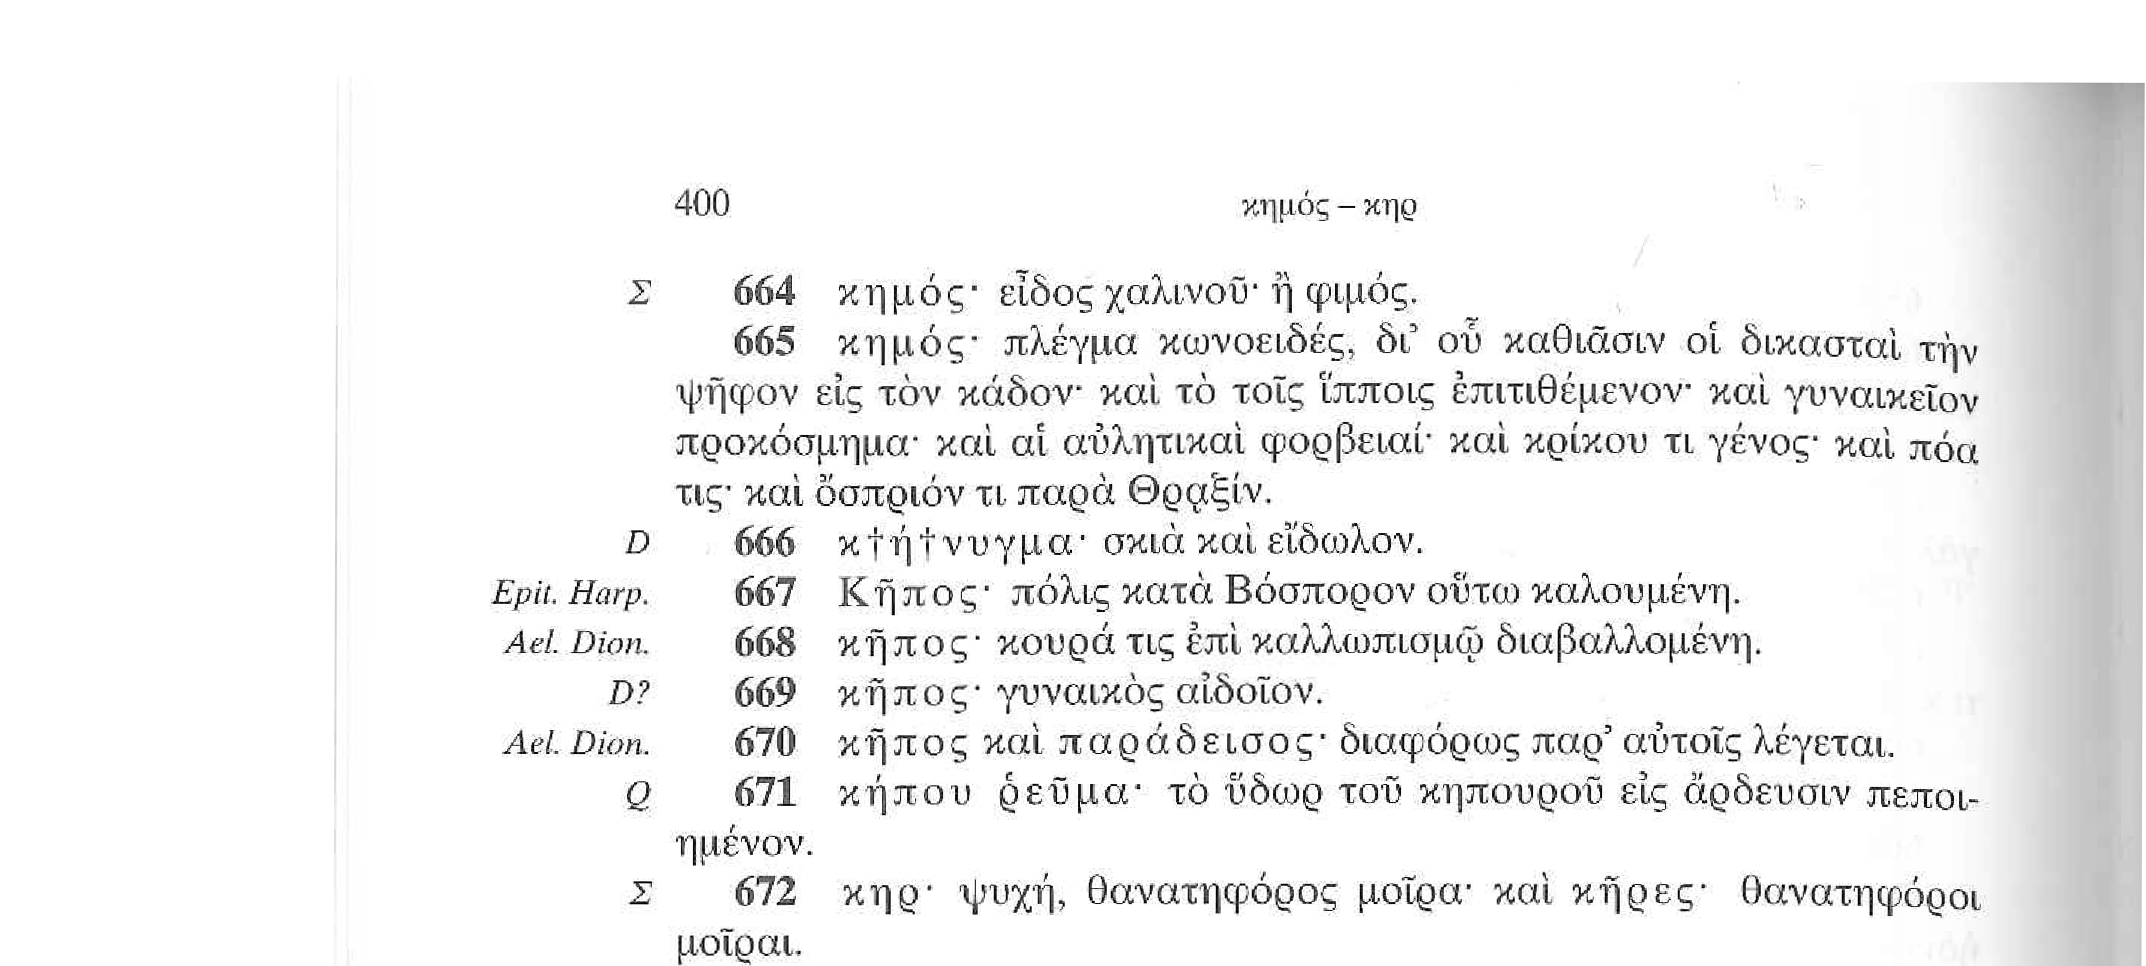 400 κημός – κηρ
Σ 664 κημός· εἶδος χαλινοῦ· ἢ φιμός.
665 κημός· πλέγμα κωνοειδές, δι’ οὗ καθιᾶσιν οἱ δικασταὶ τὴν
ψῆφον εἰς τὸν κάδον· καὶ τὸ τοῖς ἵπποις ἐπιτιθέμενον· καὶ γυναικεῖον
προκόσμημα· καὶ αἱ αὐλητικαὶ φορβειαί· καὶ κρίκου τι γένος· καὶ πόα
τις· καὶ ὄσπριόν τι παρὰ Θρᾳξίν.
D 666 κ†ή†νυγμα· σκιὰ καὶ εἴδωλον.
Epit. Harp. 667 Κῆπος· πόλις κατὰ Βόσπορον οὕτω καλουμένη.
Ael. Dion. 668 κῆπος· κουρά τις ἐπὶ καλλωπισμῷ διαβαλλομένη.
D? 669 κῆπος· γυναικὸς αἰδοῖον.
Ael. Dion. 670 κῆπος καὶ παράδεισος· διαφόρως παρ’ αὐτοῖς λέγεται.
Q 671 κήπου ῥεῦμα· τὸ ὕδωρ τοῦ κηπουροῦ εἰς ἄρδευσιν πεποι-
ημένον.
Σ 672 κηρ· ψυχή, θανατηφόρος μοῖρα· καὶ κῆρες· θανατηφόροι
μοῖραι.